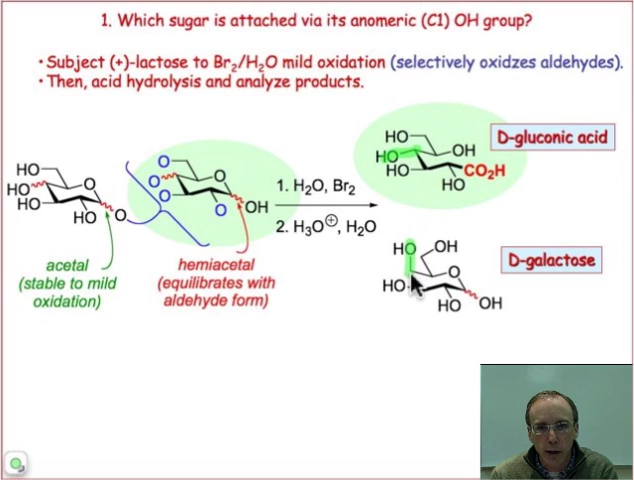 1. Which sugar is attached via its anomeric (C1) OH group?
•Subject (+)-lactose to Br₂/H₂O mild oxidation (selectively oxidzes aldehydes).
•Then, acid hydrolysis and analyze products.
HO
HO
HO
HO
O
O
O
O
O
O
O
OH
1. H₂O, Br₂
2. H₃O⊕, H₂O
HO
HO
HO
OH
CO₂H
HO
D-gluconic acid
acetal
(stable to mild
oxidation)
hemiacetal
(equilibrates with
aldehyde form)
HO
OH
O
HO
HO
OH
D-galactose